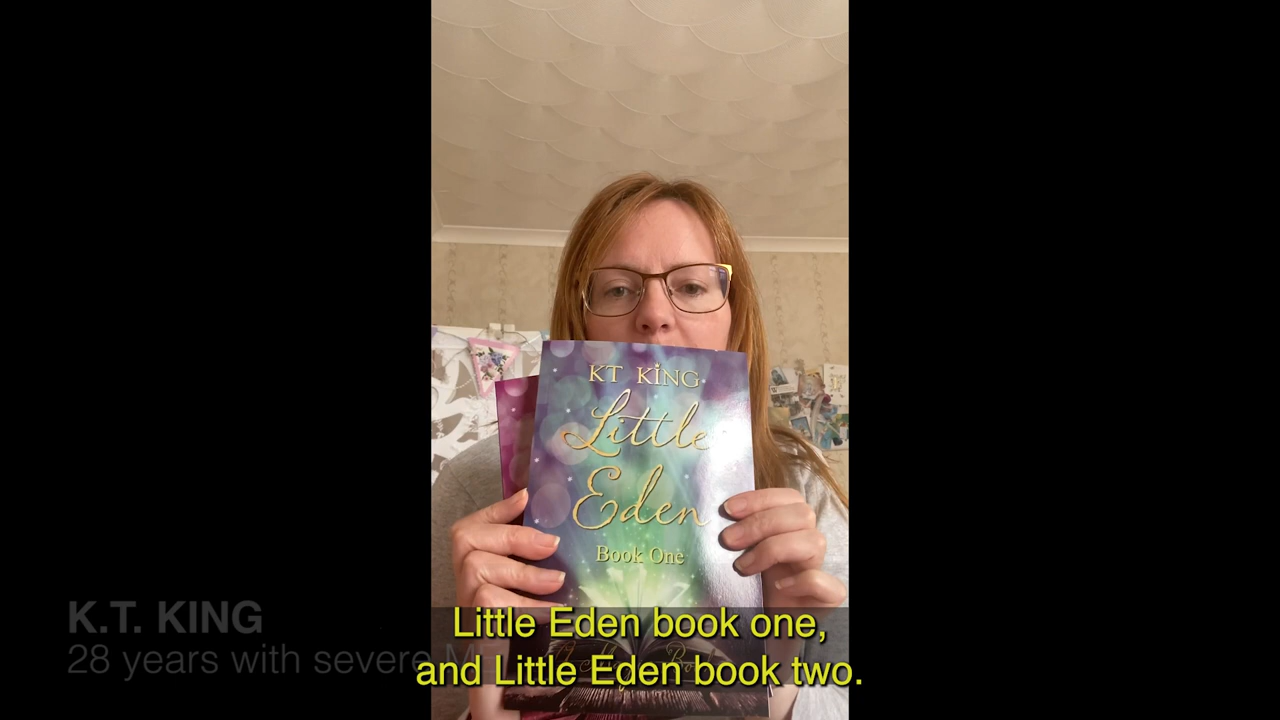 KT KING
Little
Eden
Book One
K.T. KING
28 years with severe
Little Eden book one,
and Little Eden book two.